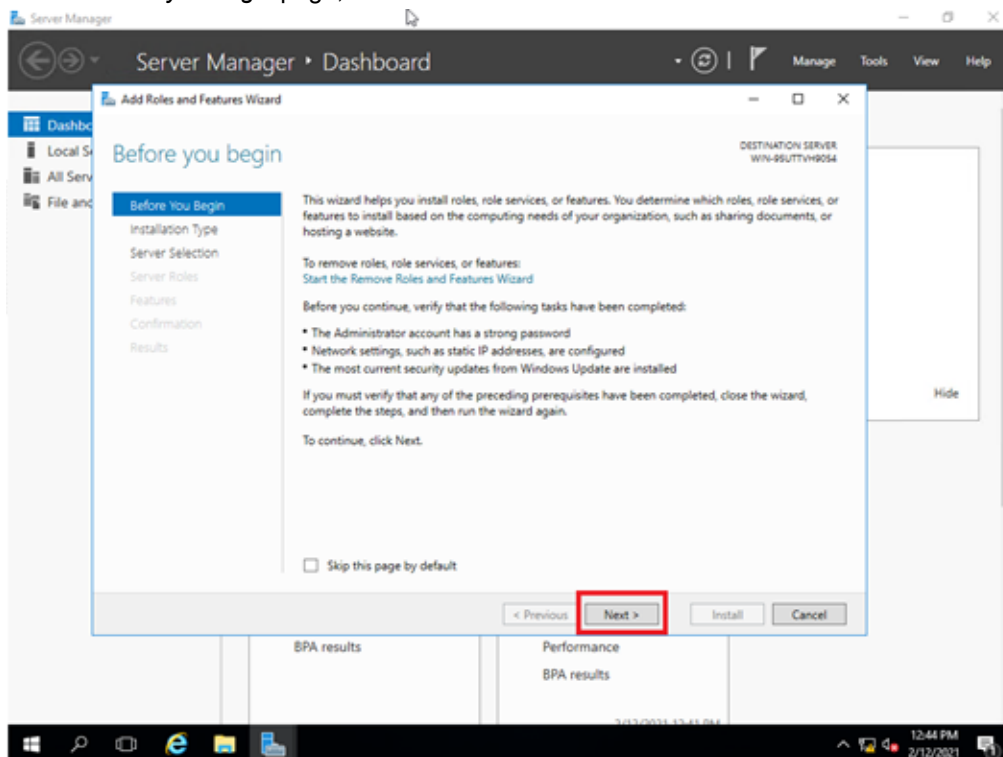 Server Manager
Server Manager ‣ Dashboard
Manage Tools View Help
Add Roles and Features Wizard
Before you begin
DESTINATION SERVER
WIN-9SUTTVH9OS4
Dashbo
Local Se
All Serv
File and
Before You Begin
Installation Type
Server Selection
Server Roles
Features
Confirmation
Results
This wizard helps you install roles, role services, or features. You determine which roles, role services, or
features to install based on the computing needs of your organization, such as sharing documents, or
hosting a website.
To remove roles, role services, or features:
Start the Remove Roles and Features Wizard
Before you continue, verify that the following tasks have been completed:
• The Administrator account has a strong password
• Network settings, such as static IP addresses, are configured
• The most current security updates from Windows Update are installed
If you must verify that any of the preceding prerequisites have been completed, close the wizard,
complete the steps, and then run the wizard again.
To continue, click Next.
Skip this page by default
< Previous Next > Install Cancel
Hide
BPA results
Performance
BPA results
12:44 PM
2/12/2021